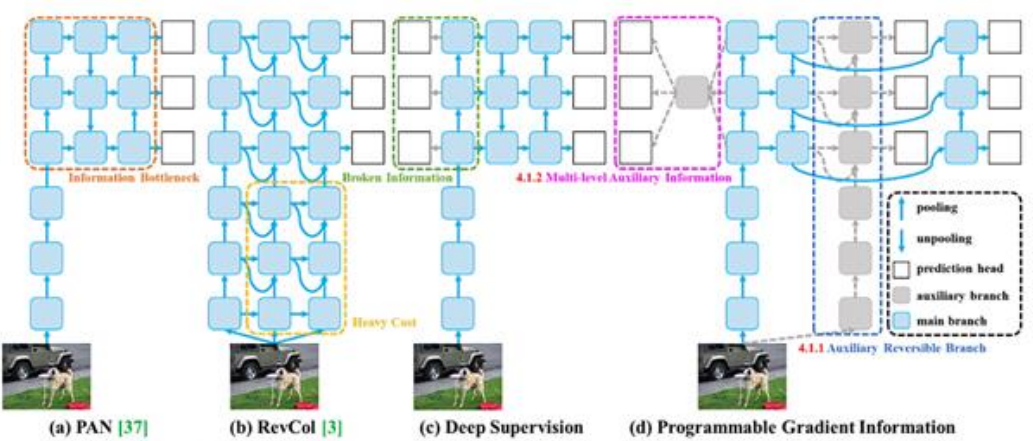 Information Bottleneck
Broken Information
4.1.2 Multi-level Auxiliary Information
Heavy Cost
pooling
unpooling
prediction head
auxiliary branch
main branch
4.1.1 Auxiliary Reversible Branch
(a) PAN [37]
(b) RevCol [3]
(c) Deep Supervision
(d) Programmable Gradient Information